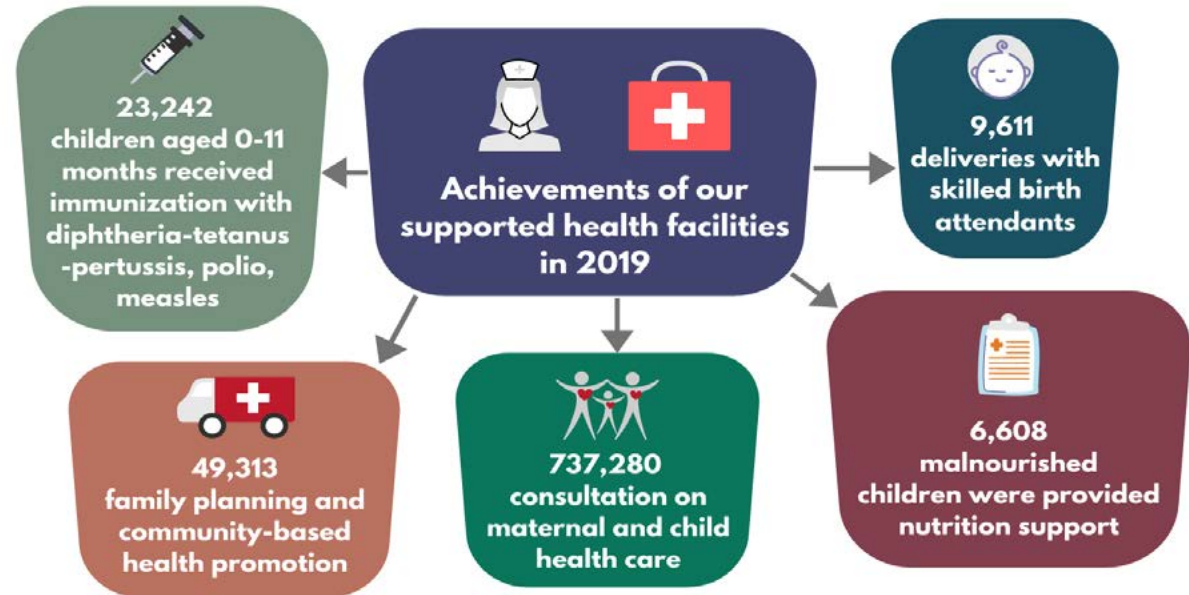 Achievements of our
supported health facilities
in 2019
23,242
children aged 0-11
months received
immunization with
diphtheria-tetanus
-pertussis, polio,
measles
9,611
deliveries with
skilled birth
attendants
49,313
family planning and
community-based
health promotion
737,280
consultation on
maternal and child
health care
6,608
malnourished
children were provided
nutrition support